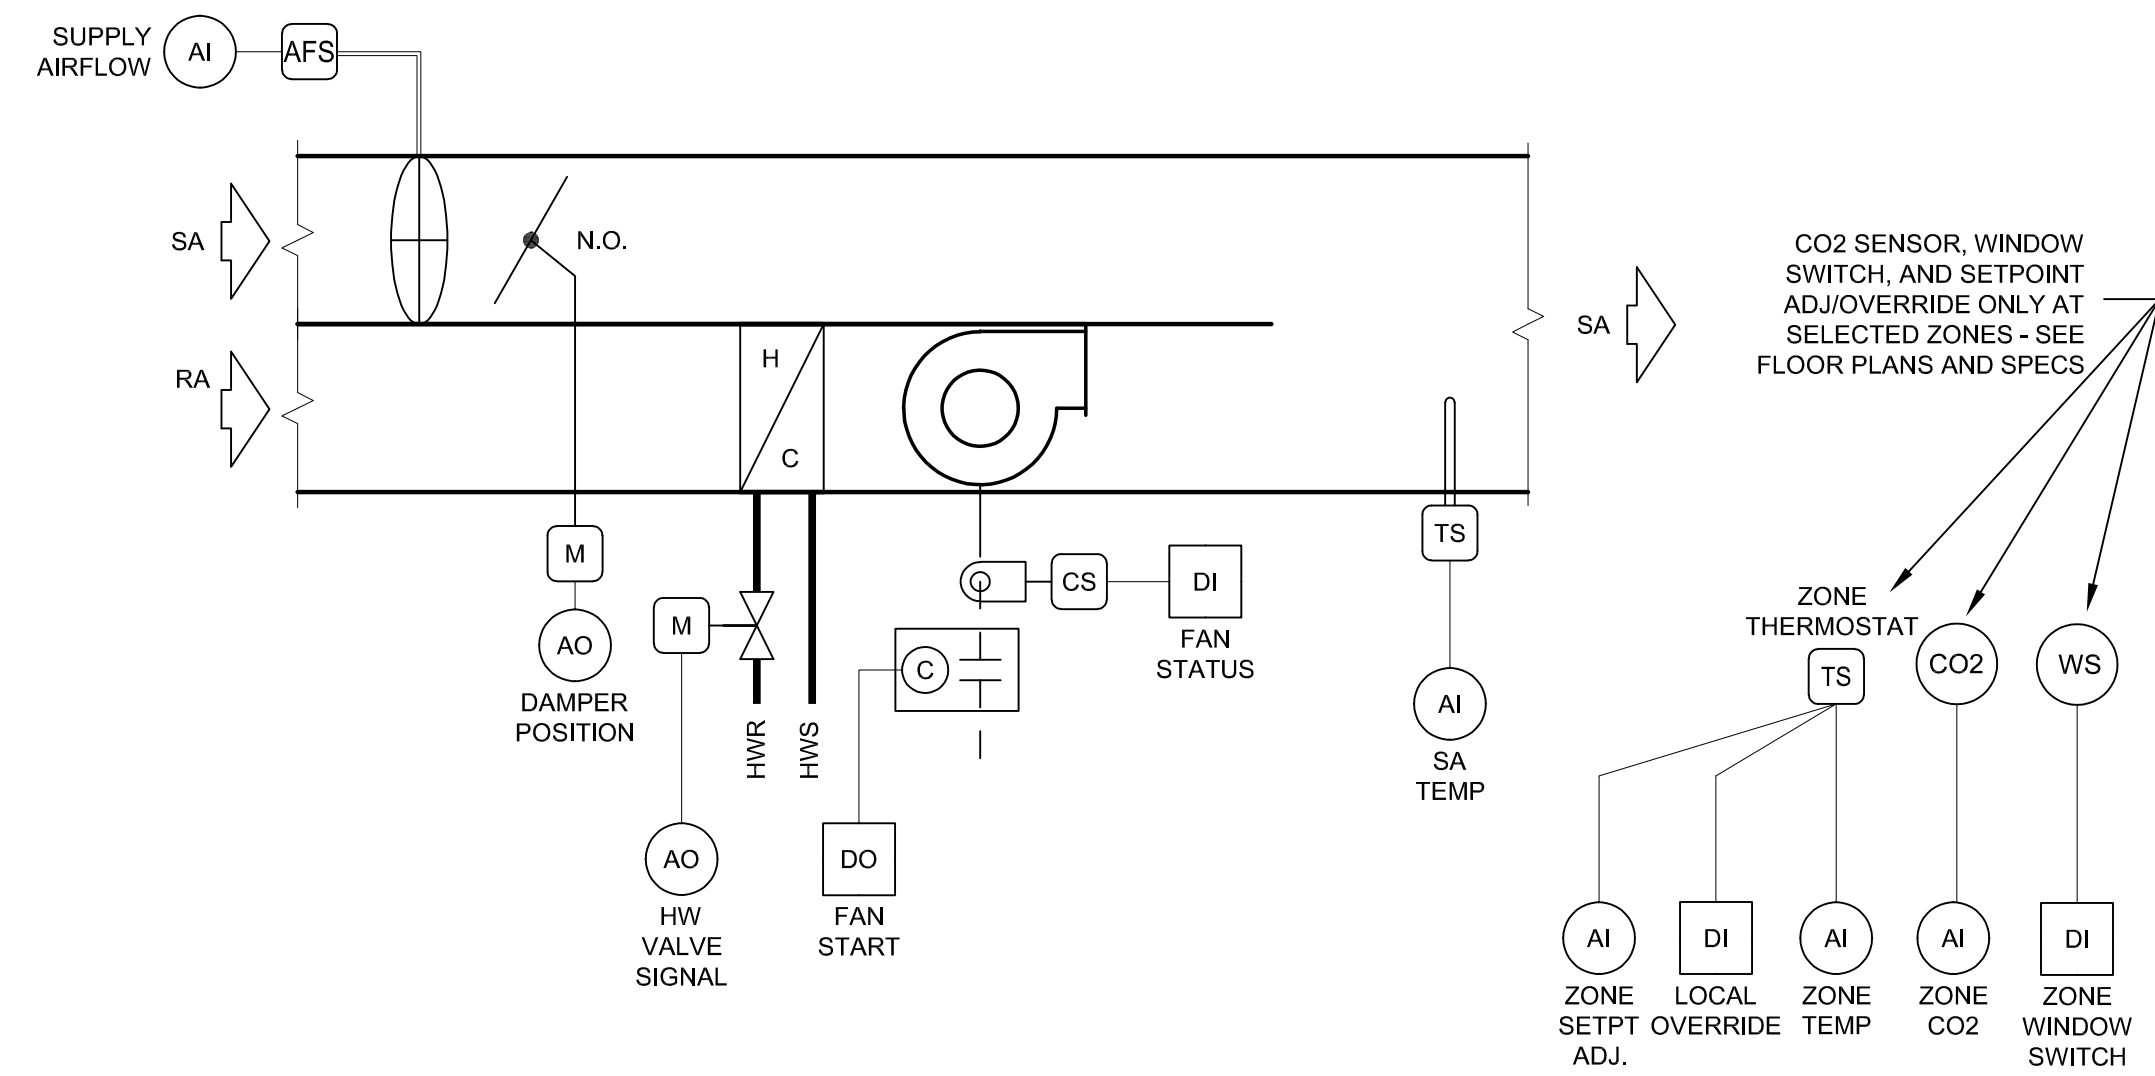 SUPPLY
AIRFLOW
AI
AFS
SA
N.O.
RA
H
C
SA
CO2 SENSOR, WINDOW
SWITCH, AND SETPOINT
ADJ/OVERRIDE ONLY AT
SELECTED ZONES - SEE
FLOOR PLANS AND SPECS
M
AO
DAMPER
POSITION
M
HWR
HWS
AO
HW
VALVE
SIGNAL
CS
DI
FAN
STATUS
C
DO
FAN
START
TS
AI
SA
TEMP
ZONE
THERMOSTAT
TS
CO2
WS
AI
ZONE
SETPT
ADJ.
DI
LOCAL
OVERRIDE
AI
ZONE
TEMP
AI
ZONE
CO2
DI
ZONE
WINDOW
SWITCH